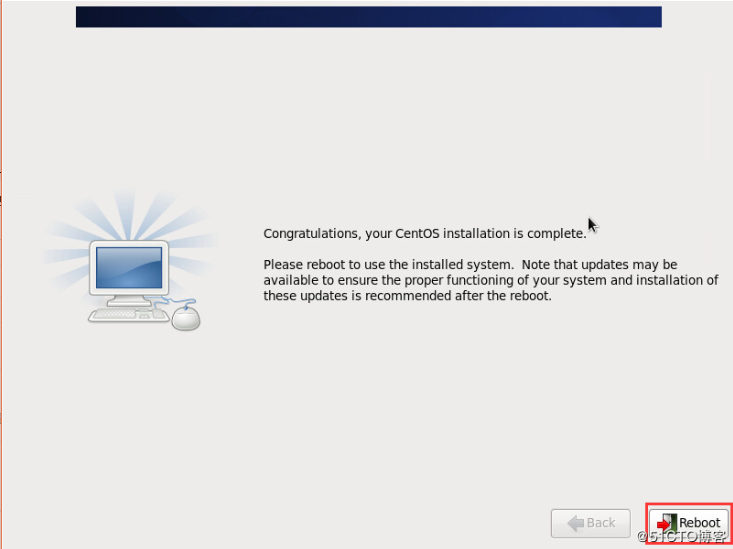 Congratulations, your CentOS installation is complete.
Please reboot to use the installed system. Note that updates may be
available to ensure the proper functioning of your system and installation of
these updates is recommended after the reboot.
Back
Reboot
@51CTO博客